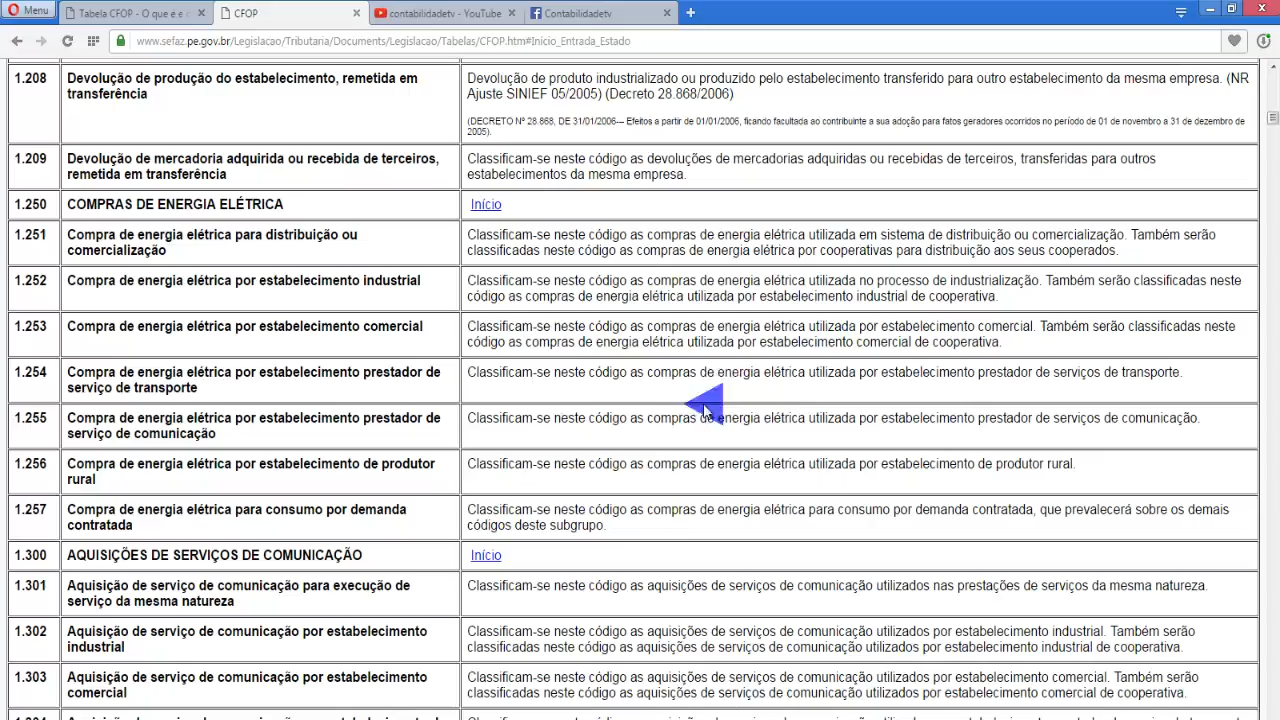 Menu
Tabela CFOP - O que é e c
CFOP
contabilidadetv - YouTube
Contabilidadetv
www.sefaz.pe.gov.br/Legislacao/Tributaria/Documents/Legislacao/Tabelas/CFOP.htm#Inicio_Entrada_Estado
1.208
Devolução de produção do estabelecimento, remetida em
transferência
Devolução de produto industrializado ou produzido pelo estabelecimento transferido para outro estabelecimento da mesma empresa. (NR
Ajuste SINIEF 05/2005) (Decreto 28.868/2006)
(DECRETO Nº 28.868, DE 31/01/2006--- Efeitos a partir de 01/01/2006, ficando facultada ao contribuinte a sua adoção para fatos geradores ocorridos no período de 01 de novembro a 31 de dezembro de
2005).
1.209
Devolução de mercadoria adquirida ou recebida de terceiros,
remetida em transferência
Classificam-se neste código as devoluções de mercadorias adquiridas ou recebidas de terceiros, transferidas para outros
estabelecimentos da mesma empresa.
1.250
COMPRAS DE ENERGIA ELÉTRICA
Início
1.251
Compra de energia elétrica para distribuição ou
comercialização
Classificam-se neste código as compras de energia elétrica utilizada em sistema de distribuição ou comercialização. Também serão
classificadas neste código as compras de energia elétrica por cooperativas para distribuição aos seus cooperados.
1.252
Compra de energia elétrica por estabelecimento industrial
Classificam-se neste código as compras de energia elétrica utilizada no processo de industrialização. Também serão classificadas neste
código as compras de energia elétrica utilizada por estabelecimento industrial de cooperativa.
1.253
Compra de energia elétrica por estabelecimento comercial
Classificam-se neste código as compras de energia elétrica utilizada por estabelecimento comercial. Também serão classificadas neste
código as compras de energia elétrica utilizada por estabelecimento comercial de cooperativa.
1.254
Compra de energia elétrica por estabelecimento prestador de
serviço de transporte
Classificam-se neste código as compras de energia elétrica utilizada por estabelecimento prestador de serviços de transporte.
1.255
Compra de energia elétrica por estabelecimento prestador de
serviço de comunicação
Classificam-se neste código as compras de energia elétrica utilizada por estabelecimento prestador de serviços de comunicação.
1.256
Compra de energia elétrica por estabelecimento de produtor
rural
Classificam-se neste código as compras de energia elétrica utilizada por estabelecimento de produtor rural.
1.257
Compra de energia elétrica para consumo por demanda
contratada
Classificam-se neste código as compras de energia elétrica para consumo por demanda contratada, que prevalecerá sobre os demais
códigos deste subgrupo.
1.300
AQUISIÇÕES DE SERVIÇOS DE COMUNICAÇÃO
Início
1.301
Aquisição de serviço de comunicação para execução de
serviço da mesma natureza
Classificam-se neste código as aquisições de serviços de comunicação utilizados nas prestações de serviços da mesma natureza.
1.302
Aquisição de serviço de comunicação por estabelecimento
industrial
Classificam-se neste código as aquisições de serviços de comunicação utilizados por estabelecimento industrial. Também serão
classificadas neste código as aquisições de serviços de comunicação utilizados por estabelecimento industrial de cooperativa.
1.303
Aquisição de serviço de comunicação por estabelecimento
comercial
Classificam-se neste código as aquisições de serviços de comunicação utilizados por estabelecimento comercial. Também serão
classificadas neste código as aquisições de serviços de comunicação utilizados por estabelecimento comercial de cooperativa.